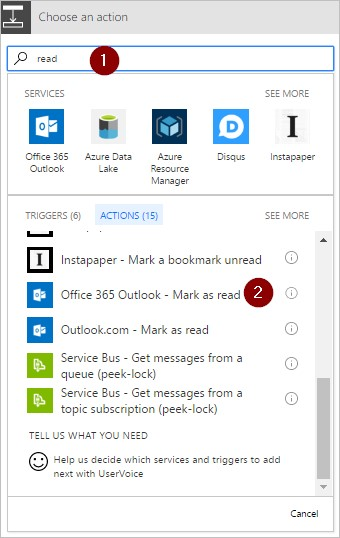 Choose an action
read
1
SERVICES
SEE MORE
Office 365
Outlook
Azure Data
Lake
Azure
Resource
Manager
Disqus
Instapaper
TRIGGERS (6)
ACTIONS (15)
SEE MORE
Instapaper - Mark a bookmark unread
Office 365 Outlook - Mark as read
2
Outlook.com - Mark as read
Service Bus - Get messages from a
queue (peek-lock)
Service Bus - Get messages from a
topic subscription (peek-lock)
TELL US WHAT YOU NEED
Help us decide which services and triggers to add
next with UserVoice
Cancel